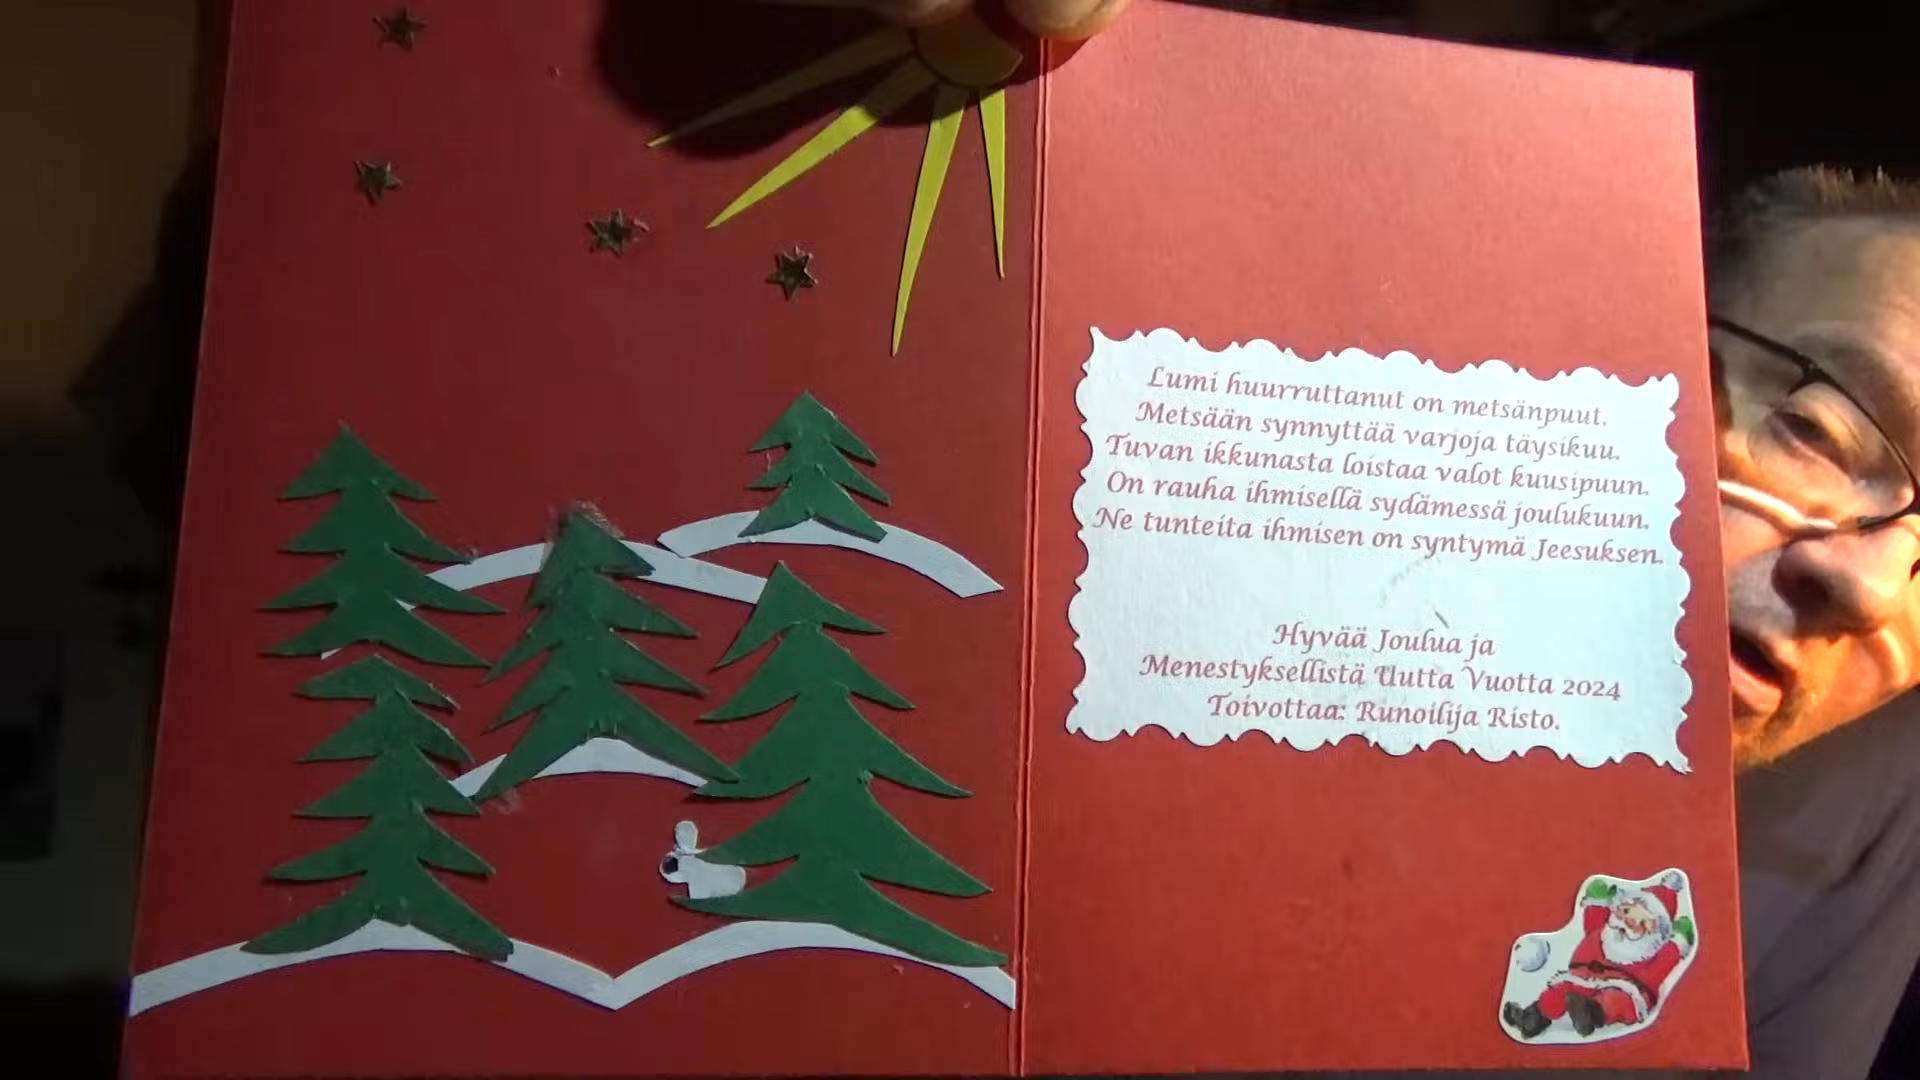 Lumi huurruttanut on metsänpuut.
Metsään synnyttää varjoja täysikuu.
Tuvan ikkunasta loistaa valot kuusipuun.
On rauha ihmisellä sydämessä joulukuun.
Ne tunteita ihmisen on syntymä Jeesuksen.
Hyvää Joulua ja
Menestyksellistä Uutta Vuotta 2024
Toivottaa: Runoilija Risto.